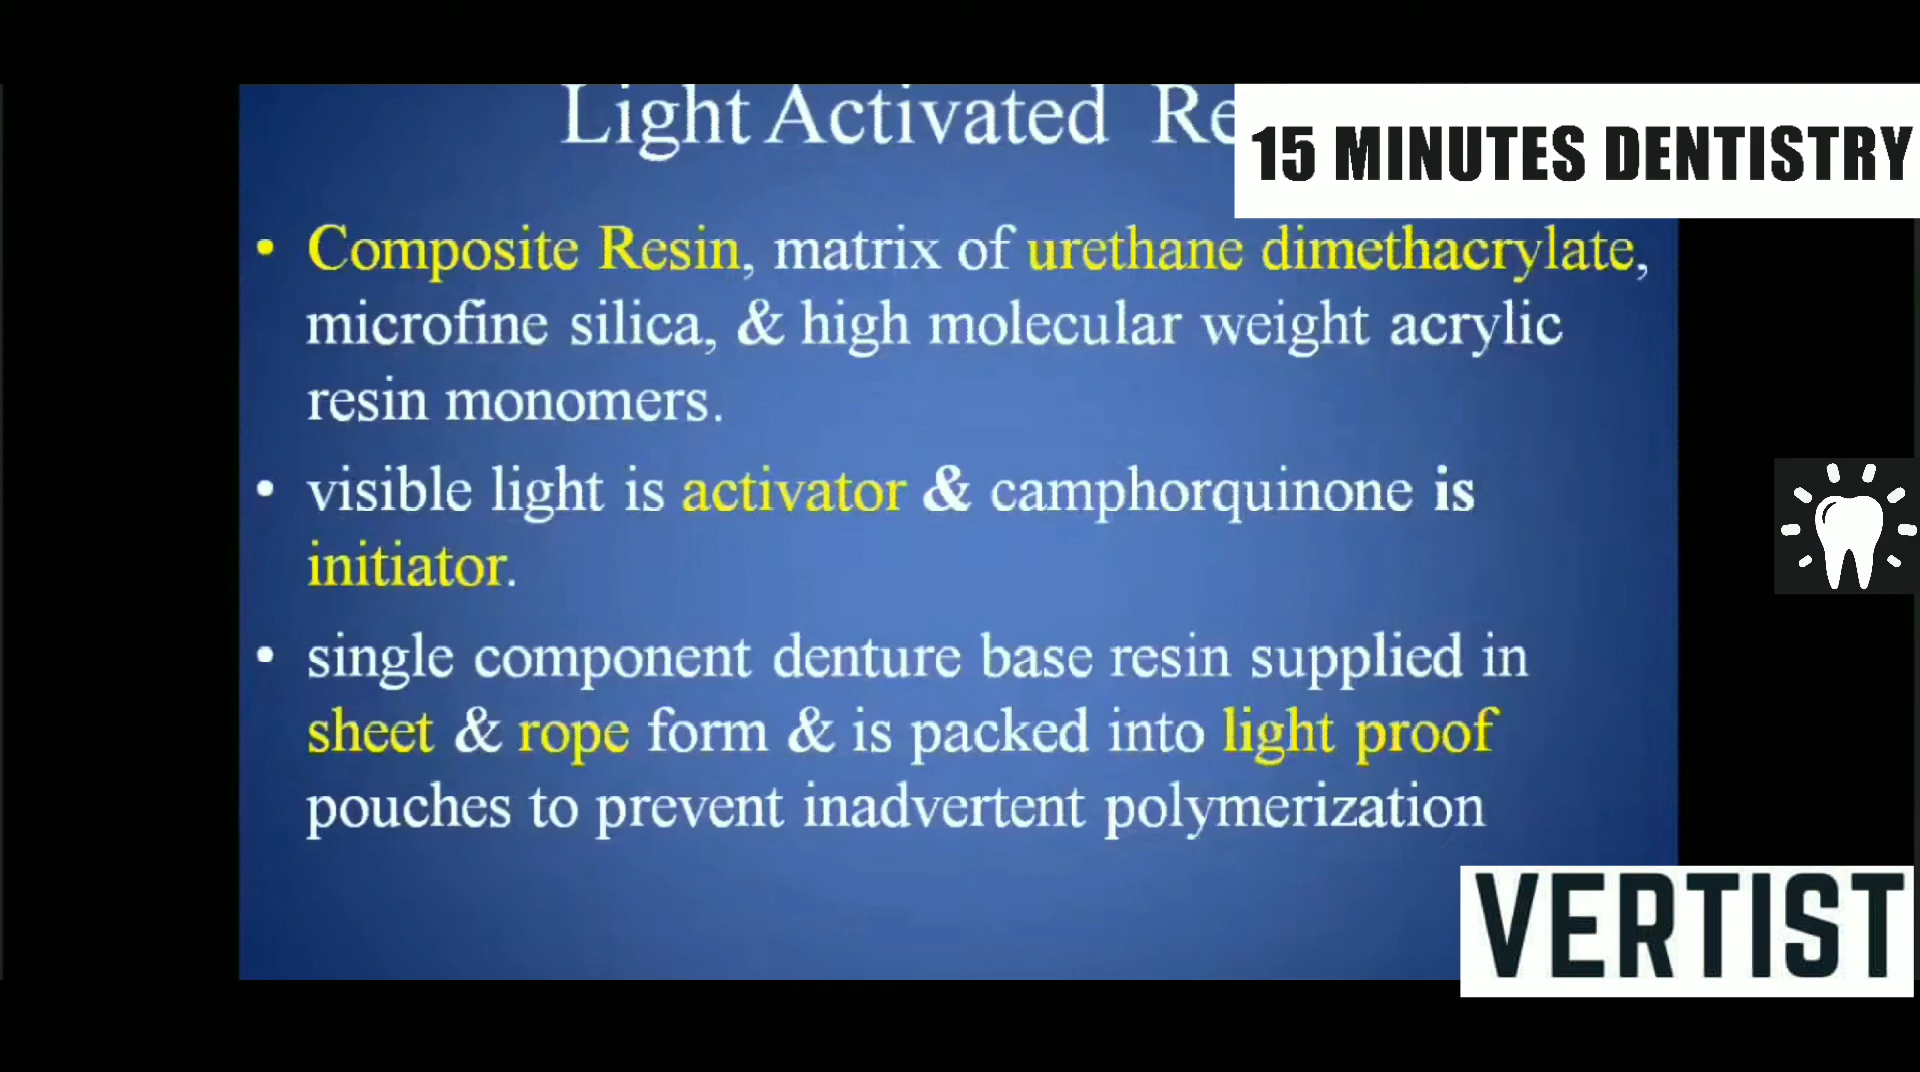 Light Activated Re
15 MINUTES DENTISTRY
• Composite Resin, matrix of urethane dimethacrylate,
microfine silica, & high molecular weight acrylic
resin monomers.
• visible light is activator & camphorquinone is
initiator.
• single component denture base resin supplied in
sheet & rope form & is packed into light proof
pouches to prevent inadvertent polymerization
VERTIST